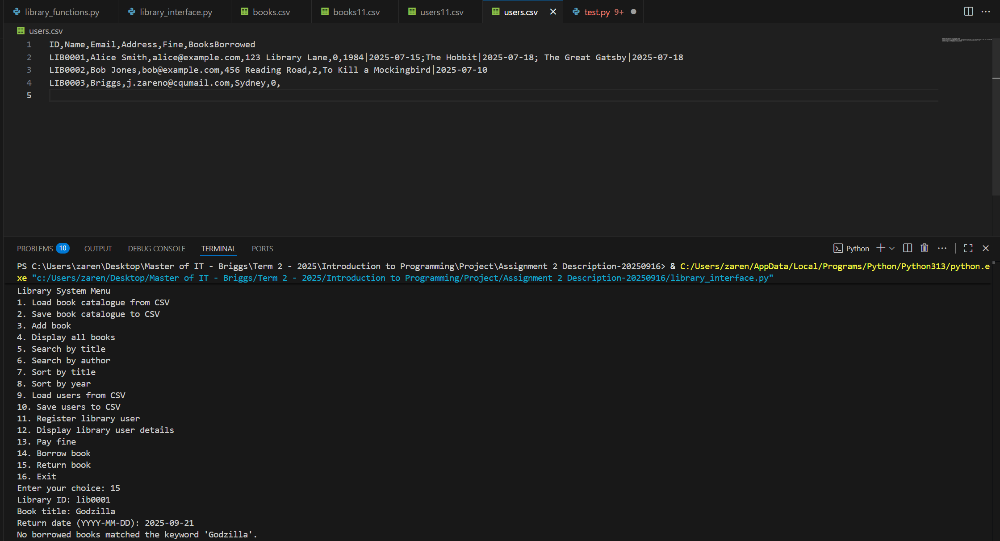 library_functions.py library_interface.py books.csv books11.csv users11.csv users.csv test.py 9+
users.csv
1 ID,Name,Email,Address,Fine,BooksBorrowed
2 LIB0001,Alice Smith,alice@example.com,123 Library Lane,0,1984|2025-07-15;The Hobbit|2025-07-18; The Great Gatsby|2025-07-18
3 LIB0002,Bob Jones,bob@example.com,456 Reading Road,2,To Kill a Mockingbird|2025-07-10
4 LIB0003,Briggs,j.zareno@cqumail.com,Sydney,0,
5
PROBLEMS 10 OUTPUT DEBUG CONSOLE TERMINAL PORTS Python
PS C:\Users\zaren\Desktop\Master of IT - Briggs\Term 2 - 2025\Introduction to Programming\Project\Assignment 2 Description-20250916> & C:/Users/zaren/AppData/Local/Programs/Python/Python313/python.e
xe "c:/Users/zaren/Desktop/Master of IT - Briggs/Term 2 - 2025/Introduction to Programming/Project/Assignment 2 Description-20250916/library_interface.py"
Library System Menu
1. Load book catalogue from CSV
2. Save book catalogue to CSV
3. Add book
4. Display all books
5. Search by title
6. Search by author
7. Sort by title
8. Sort by year
9. Load users from CSV
10. Save users to CSV
11. Register library user
12. Display library user details
13. Pay fine
14. Borrow book
15. Return book
16. Exit
Enter your choice: 15
Library ID: lib0001
Book title: Godzilla
Return date (YYYY-MM-DD): 2025-09-21
No borrowed books matched the keyword 'Godzilla'.